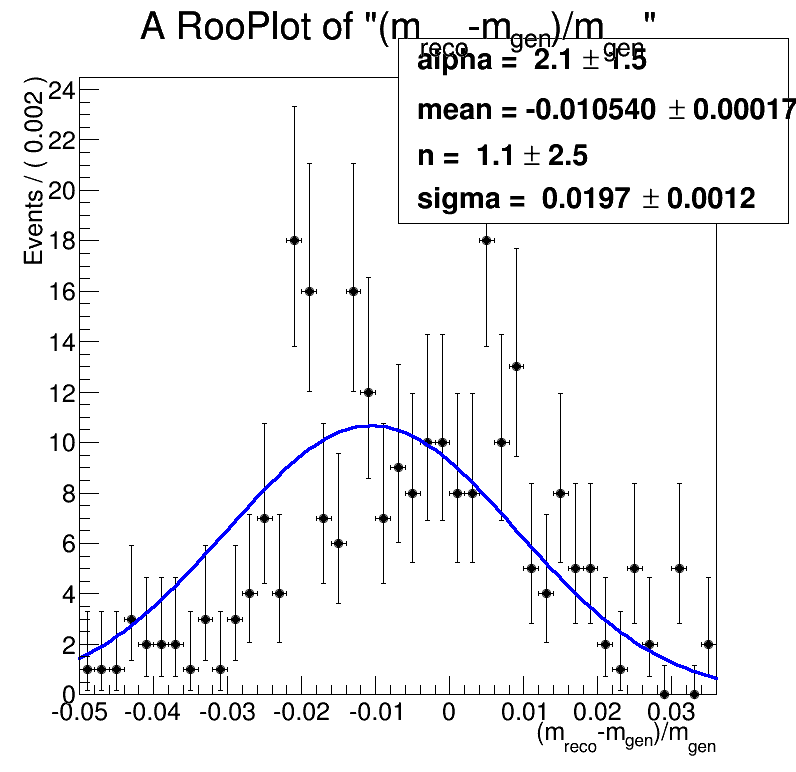 A RooPlot of "(m_reco-m_gen)/m_gen"
alpha = 2.1 ± 1.5
mean = -0.010540 ± 0.00017
n = 1.1 ± 2.5
sigma = 0.0197 ± 0.0012
Events / ( 0.002 )
24
22
20
18
16
14
12
10
8
6
4
2
0
-0.05 -0.04 -0.03 -0.02 -0.01 0 0.01 0.02 0.03
(m_reco-m_gen)/m_gen